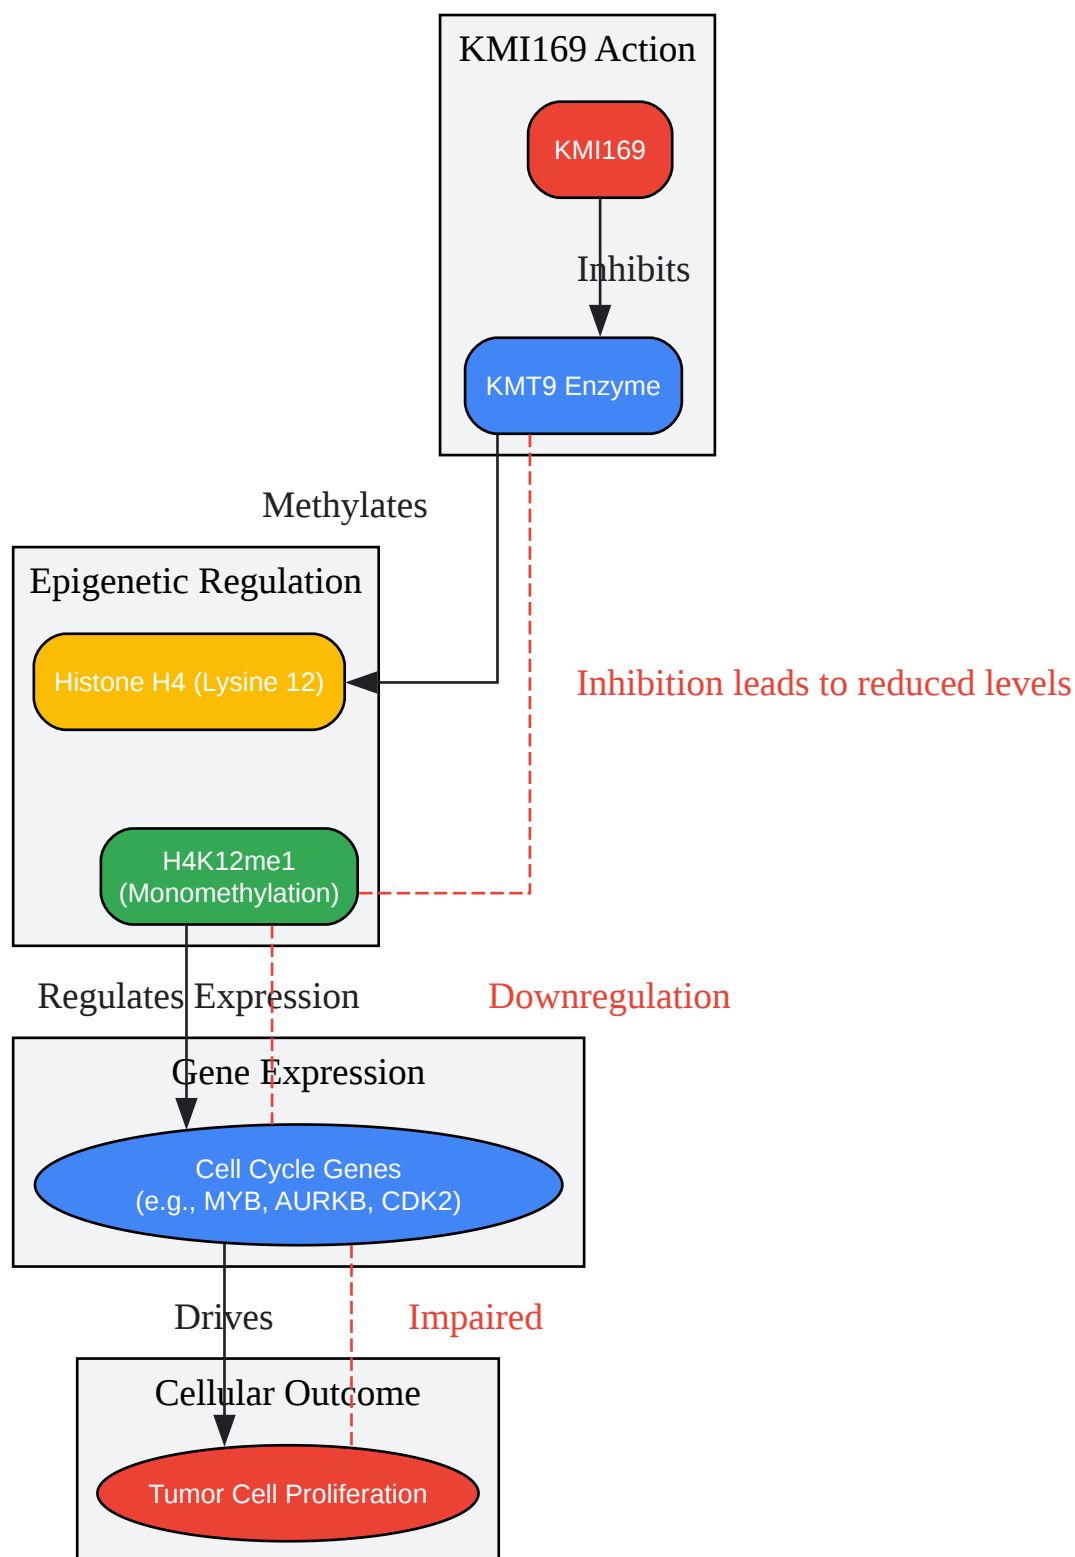 KMI169 Action
KMI169
Inhibits
KMT9 Enzyme
Methylates
Epigenetic Regulation
Histone H4 (Lysine 12)
Inhibition leads to reduced levels
H4K12me1
(Monomethylation)
Regulates Expression
Downregulation
Gene Expression
Cell Cycle Genes
(e.g., MYB, AURKB, CDK2)
Drives
Impaired
Cellular Outcome
Tumor Cell Proliferation